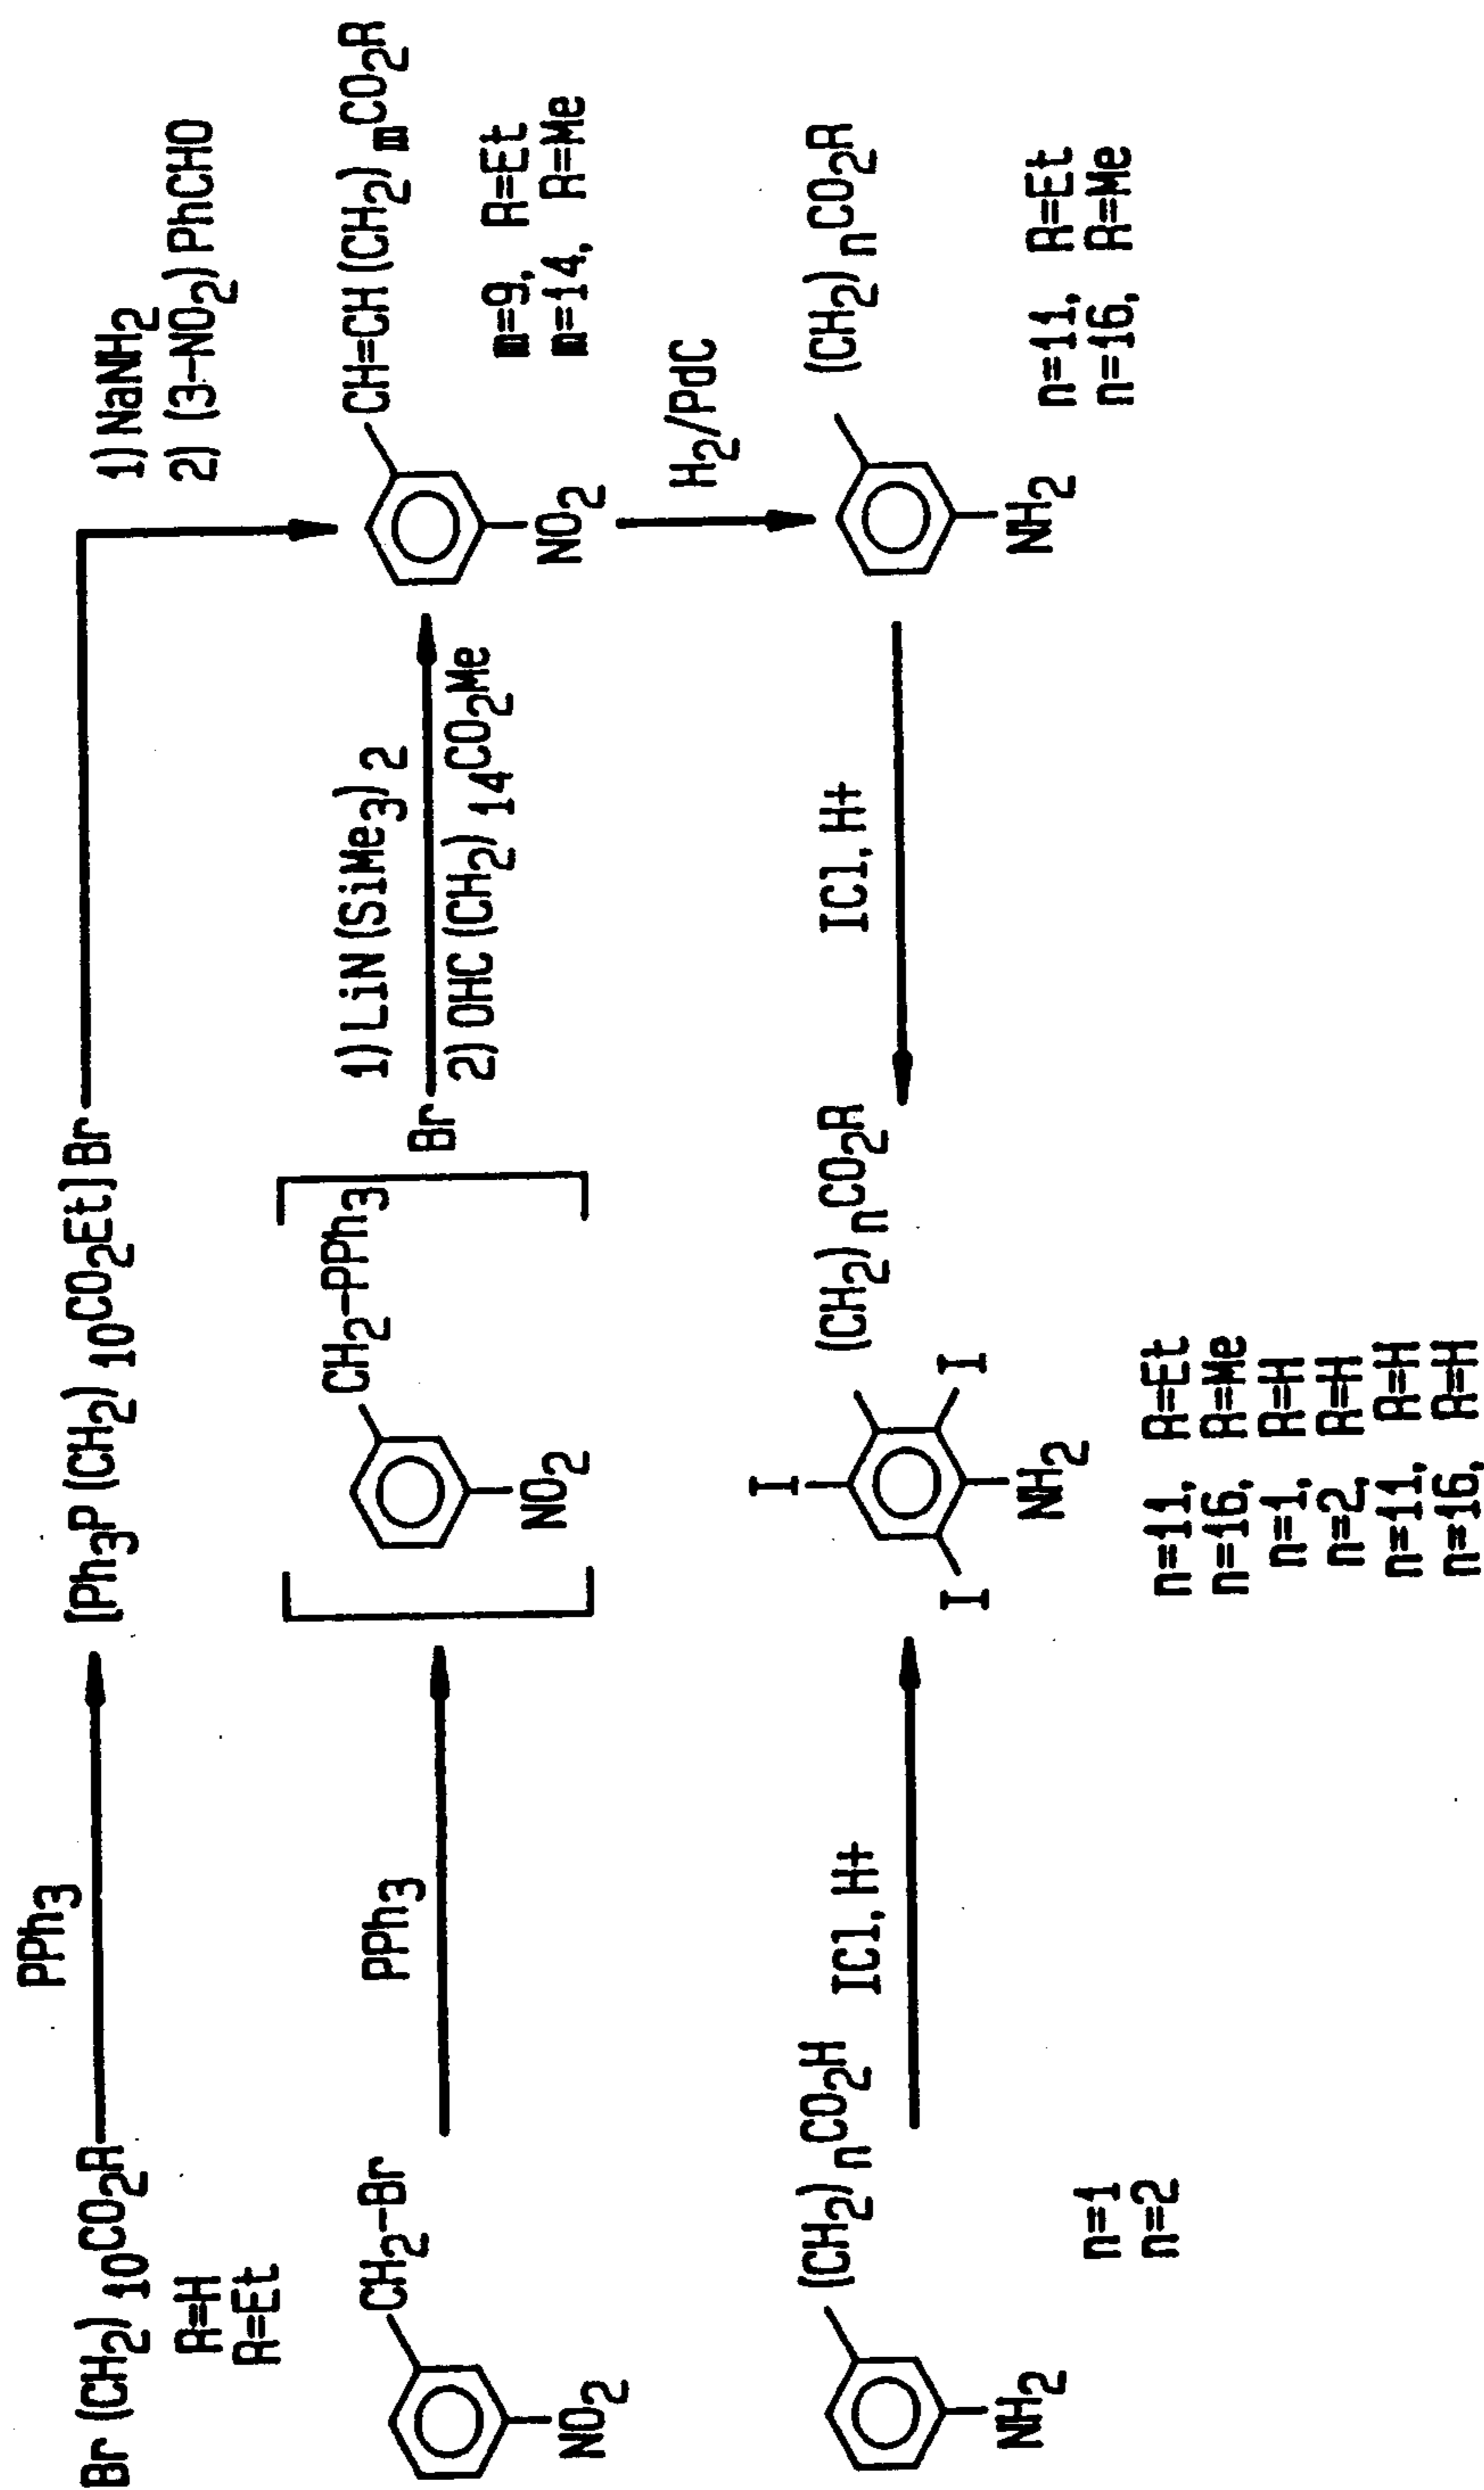 Br(CH2)10CO2R
R=H
R=Et
PPh3
[Ph3P(CH2)10CO2Et]Br
1) NaNH2
2) (3-NO2)PhCHO
CH2-Br
NO2
PPh3
CH2-PPh3
NO2
Br
1) LiN(SiMe3)2
2) OHC(CH2)14CO2Me
CH=CH(CH2)mCO2R
NO2
m=9, R=Et
m=14, R=Me
H2/PdC
(CH2)nCO2H
NH2
n=1
n=2
ICl, H+
(CH2)nCO2R
I
I
I
NH2
n=11, R=Et
n=16, R=Me
n=1, R=H
n=2, R=H
n=11, R=H
n=16, R=H
ICl, H+
(CH2)nCO2R
NH2
n=11, R=Et
n=16, R=Me